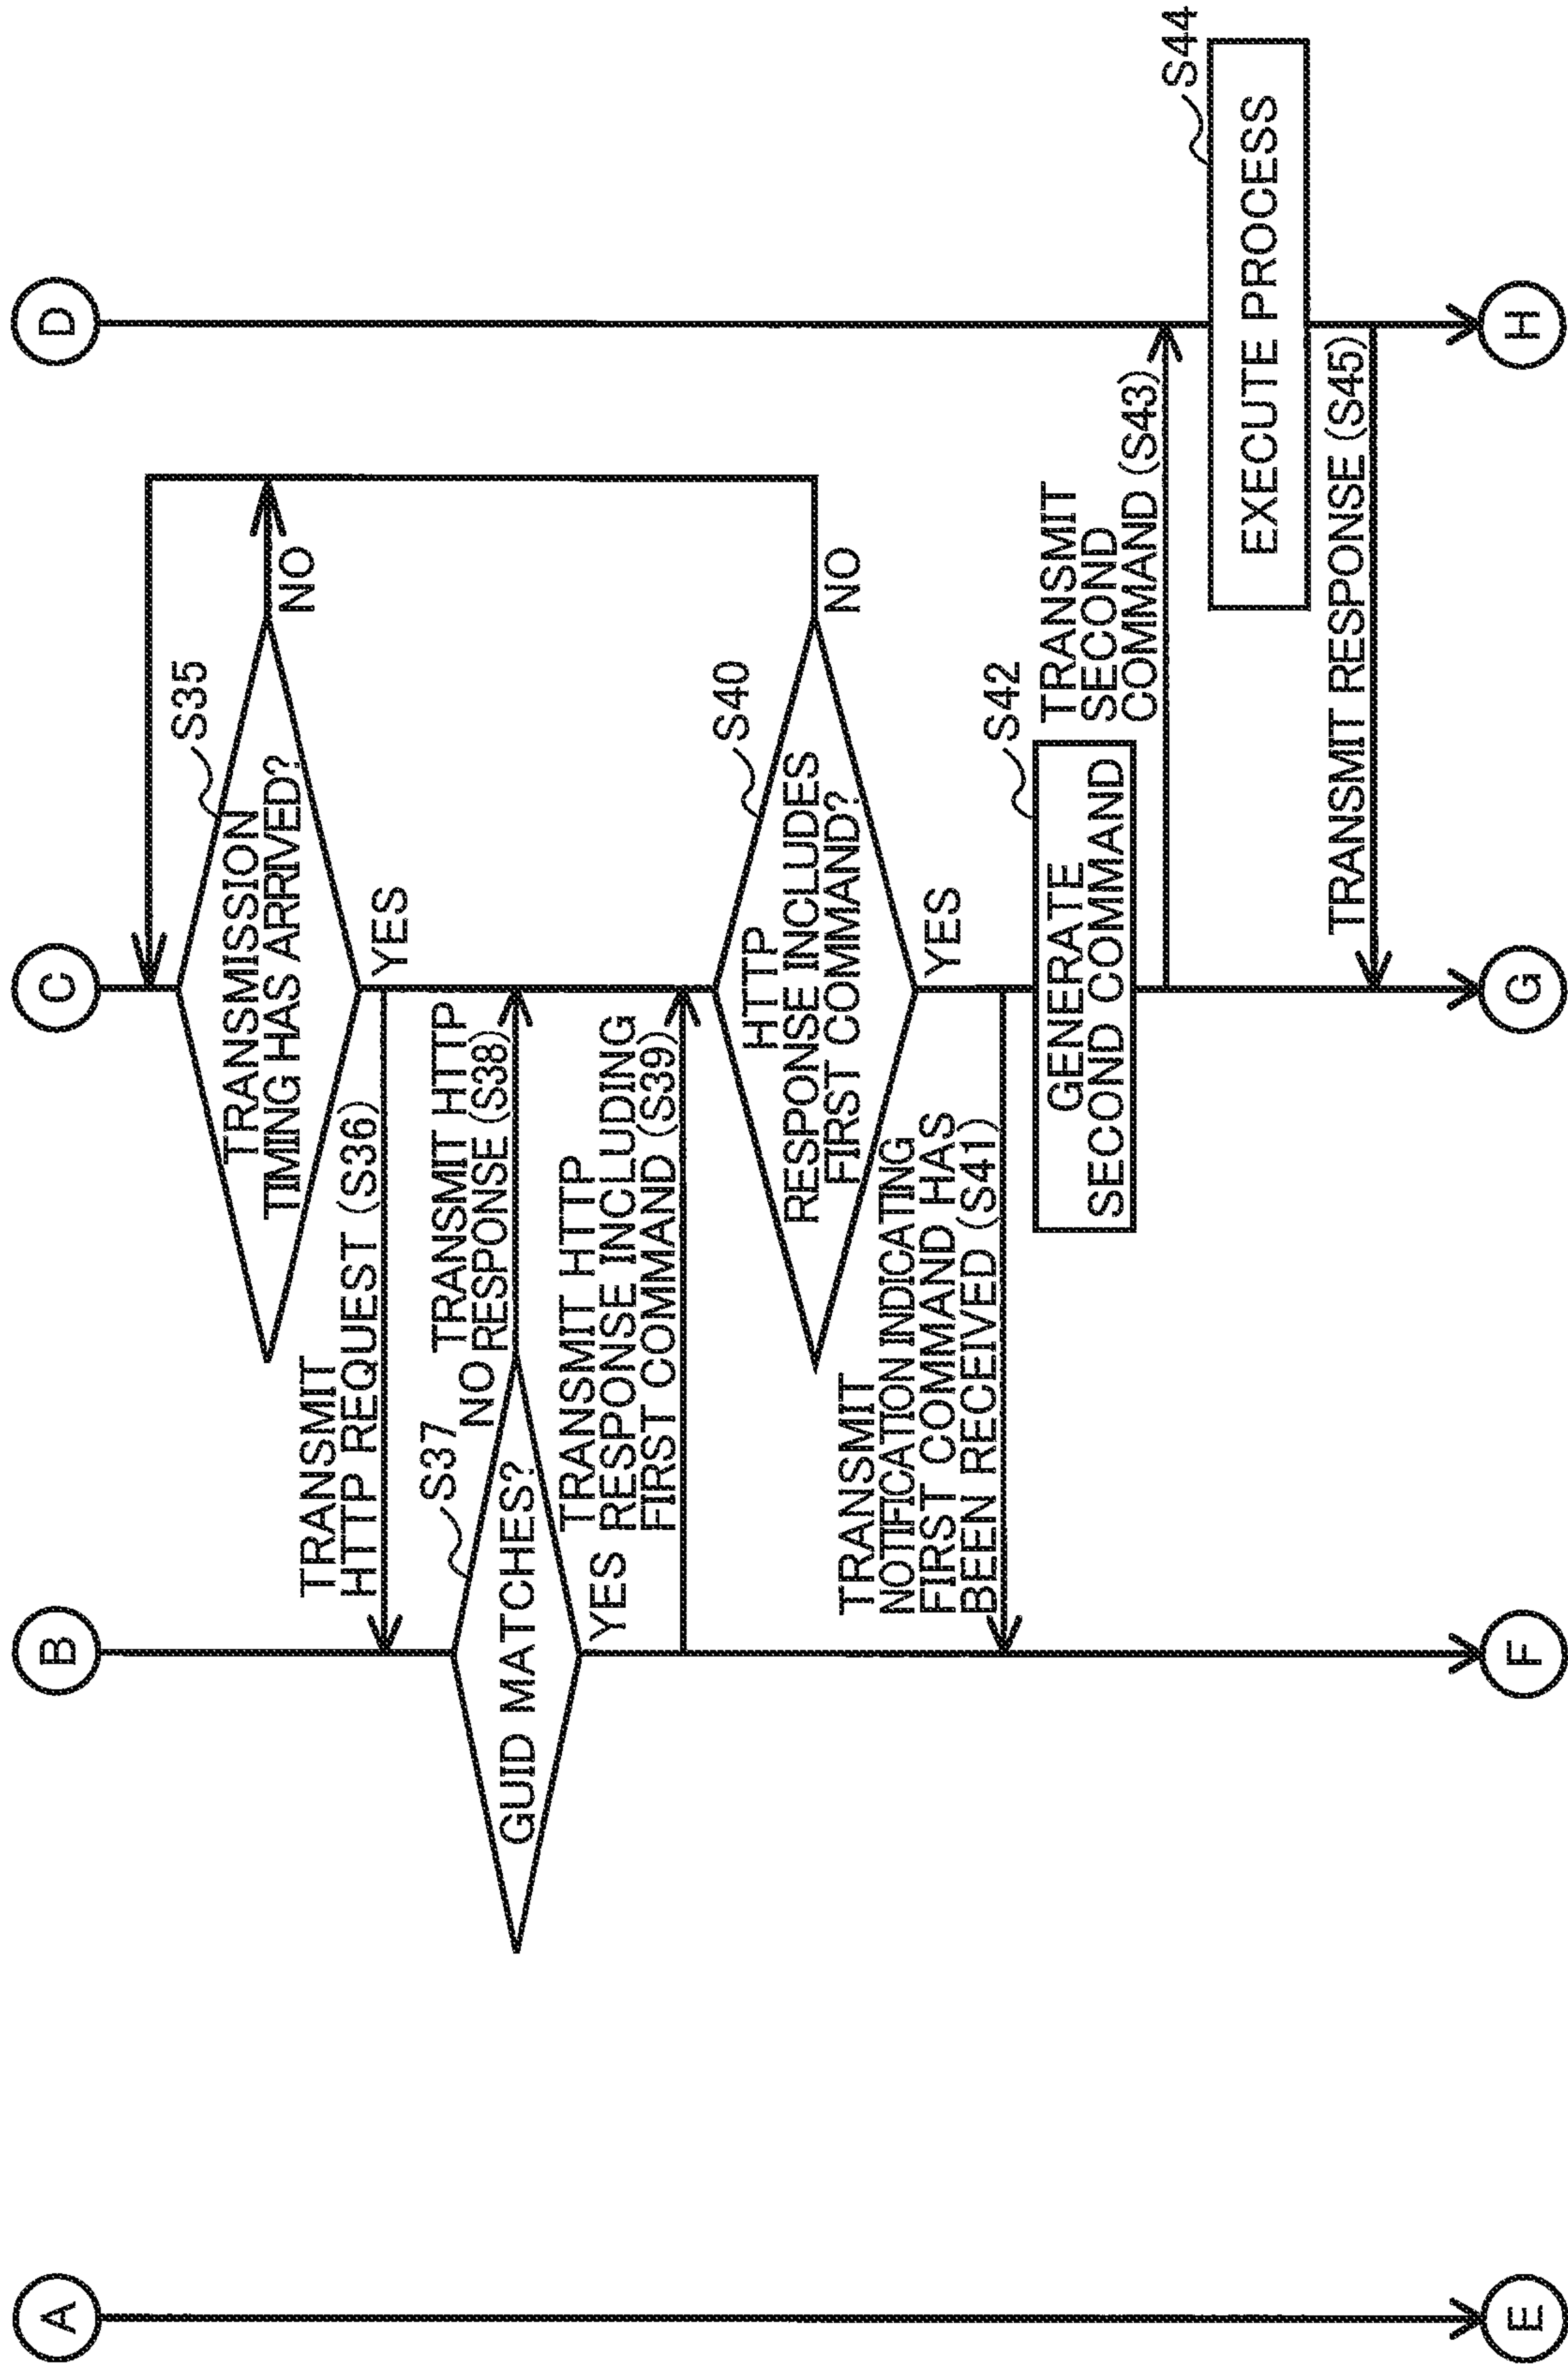 A
B
C
D
TRANSMISSION
TIMING HAS ARRIVED?
S35
NO
YES
TRANSMIT
HTTP REQUEST (S36)
S37
GUID MATCHES?
NO
TRANSMIT HTTP
RESPONSE (S38)
YES
TRANSMIT HTTP
RESPONSE INCLUDING
FIRST COMMAND (S39)
S40
HTTP
RESPONSE INCLUDES
FIRST COMMAND?
NO
YES
TRANSMIT
NOTIFICATION INDICATING
FIRST COMMAND HAS
BEEN RECEIVED (S41)
S42
GENERATE
SECOND COMMAND
TRANSMIT
SECOND
COMMAND (S43)
S44
EXECUTE PROCESS
TRANSMIT RESPONSE (S45)
E
F
G
H